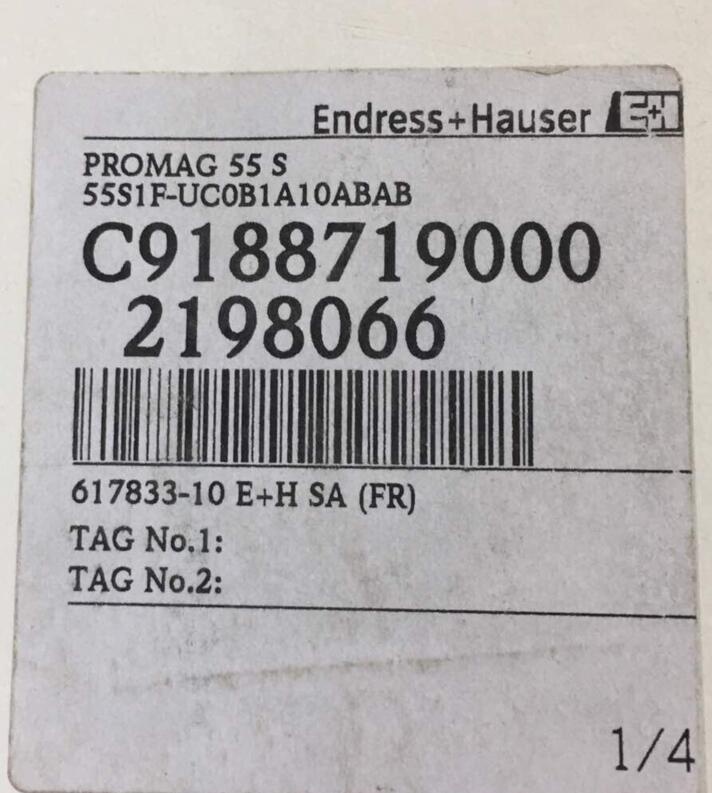 Endress+Hauser E+H
PROMAG 55 S
55S1F-UC0B1A10ABAB
C9188719000
2198066
617833-10 E+H SA (FR)
TAG No.1:
TAG No.2:
1/4